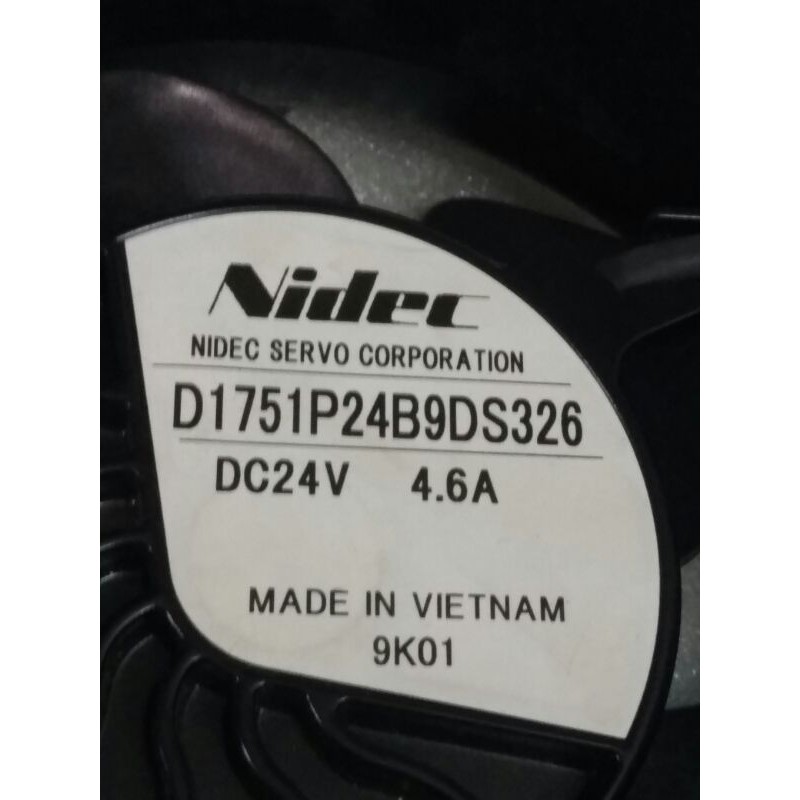 Nidec
NIDEC SERVO CORPORATION
D1751P24B9DS326
DC24V 4.6A
MADE IN VIETNAM
9K01